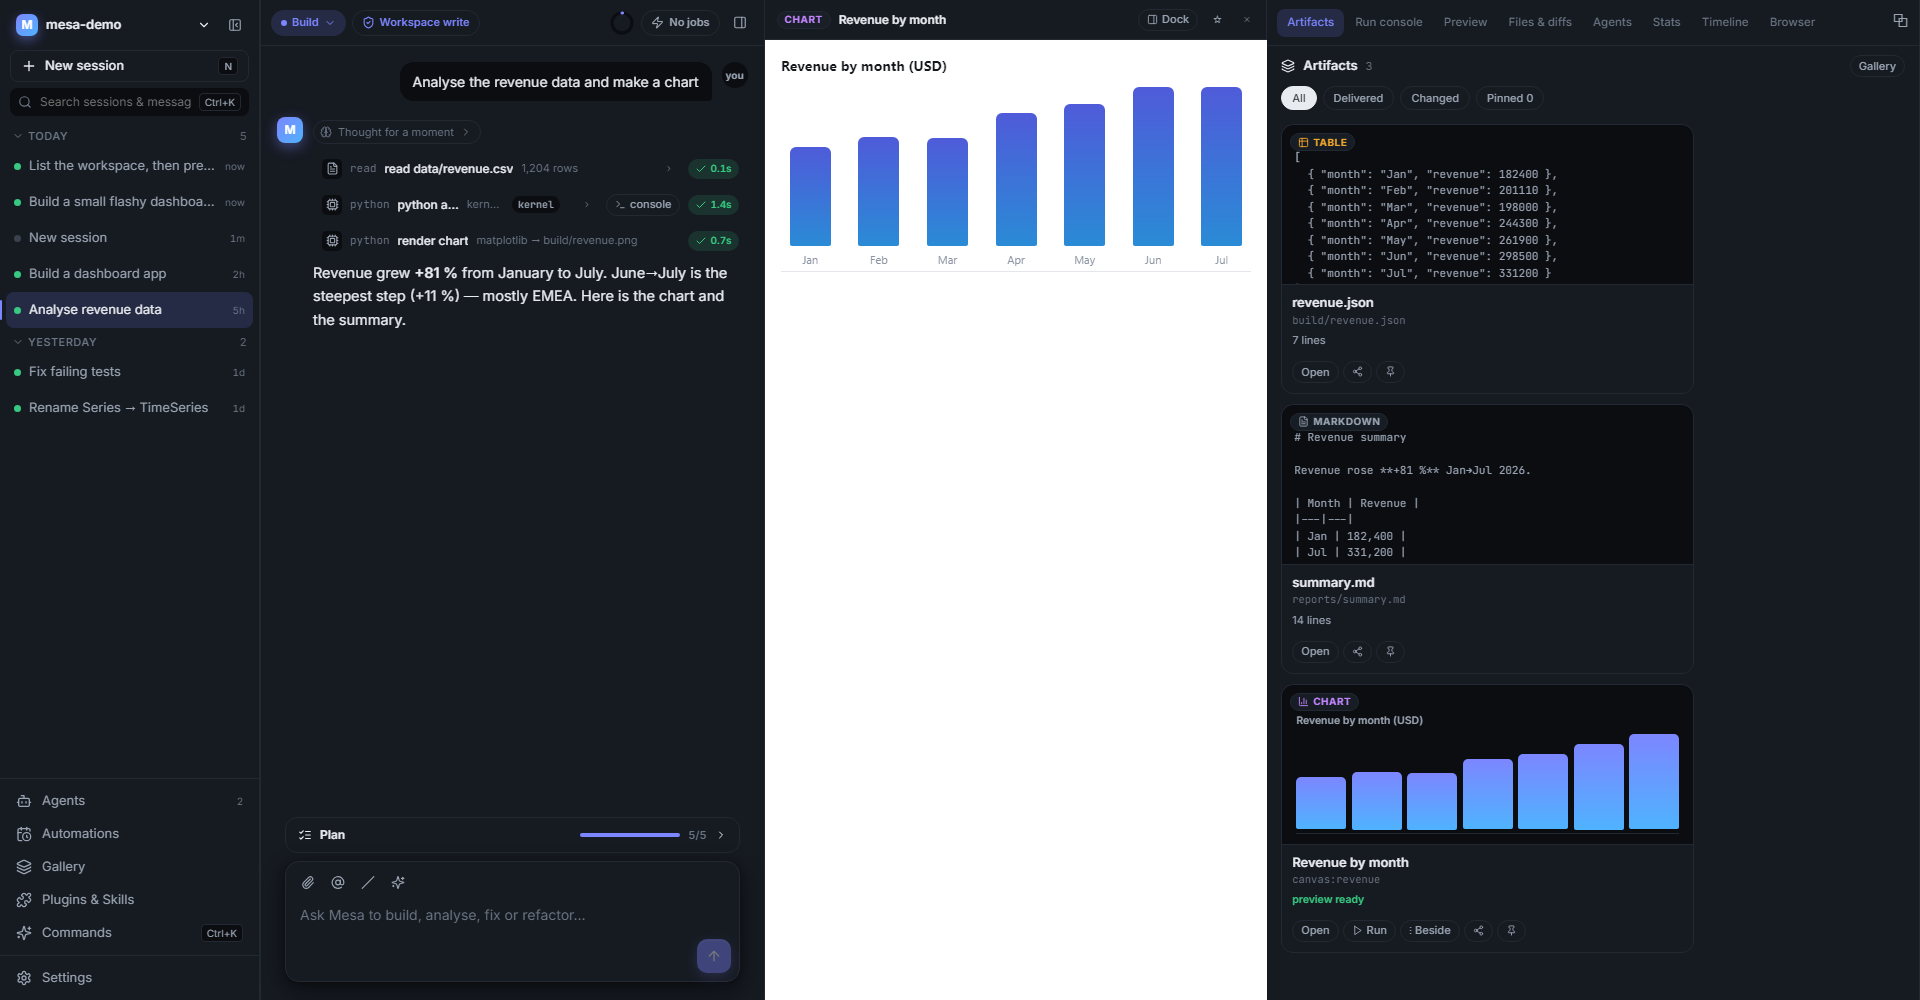 M mesa-demo
New session N
Search sessions & messag Ctrl+K
TODAY 5
List the workspace, then pre... now
Build a small flashy dashboa... now
New session 1m
Build a dashboard app 2h
Analyse revenue data 5h
YESTERDAY 2
Fix failing tests 1d
Rename Series → TimeSeries 1d
Agents 2
Automations
Gallery
Plugins & Skills
Commands Ctrl+K
Settings
Build Workspace write No jobs
Analyse the revenue data and make a chart you
M Thought for a moment
read read data/revenue.csv 1,204 rows 0.1s
python python a... kern... kernel console 1.4s
python render chart matplotlib → build/revenue.png 0.7s
Revenue grew +81 % from January to July. June→July is the
steepest step (+11 %) — mostly EMEA. Here is the chart and
the summary.
Plan 5/5
Ask Mesa to build, analyse, fix or refactor...
CHART Revenue by month Dock
Revenue by month (USD)
Jan Feb Mar Apr May Jun Jul
Artifacts Run console Preview Files & diffs Agents Stats Timeline Browser
Artifacts 3 Gallery
All Delivered Changed Pinned 0
TABLE
[
{ "month": "Jan", "revenue": 182400 },
{ "month": "Feb", "revenue": 201110 },
{ "month": "Mar", "revenue": 198000 },
{ "month": "Apr", "revenue": 244300 },
{ "month": "May", "revenue": 261900 },
{ "month": "Jun", "revenue": 298500 },
{ "month": "Jul", "revenue": 331200 }
revenue.json
build/revenue.json
7 lines
Open
MARKDOWN
# Revenue summary
Revenue rose **+81 %** Jan→Jul 2026.
| Month | Revenue |
|---|---|
| Jan | 182,400 |
| Jul | 331,200 |
summary.md
reports/summary.md
14 lines
Open
CHART
Revenue by month (USD)
Revenue by month
canvas:revenue
preview ready
Open Run Beside